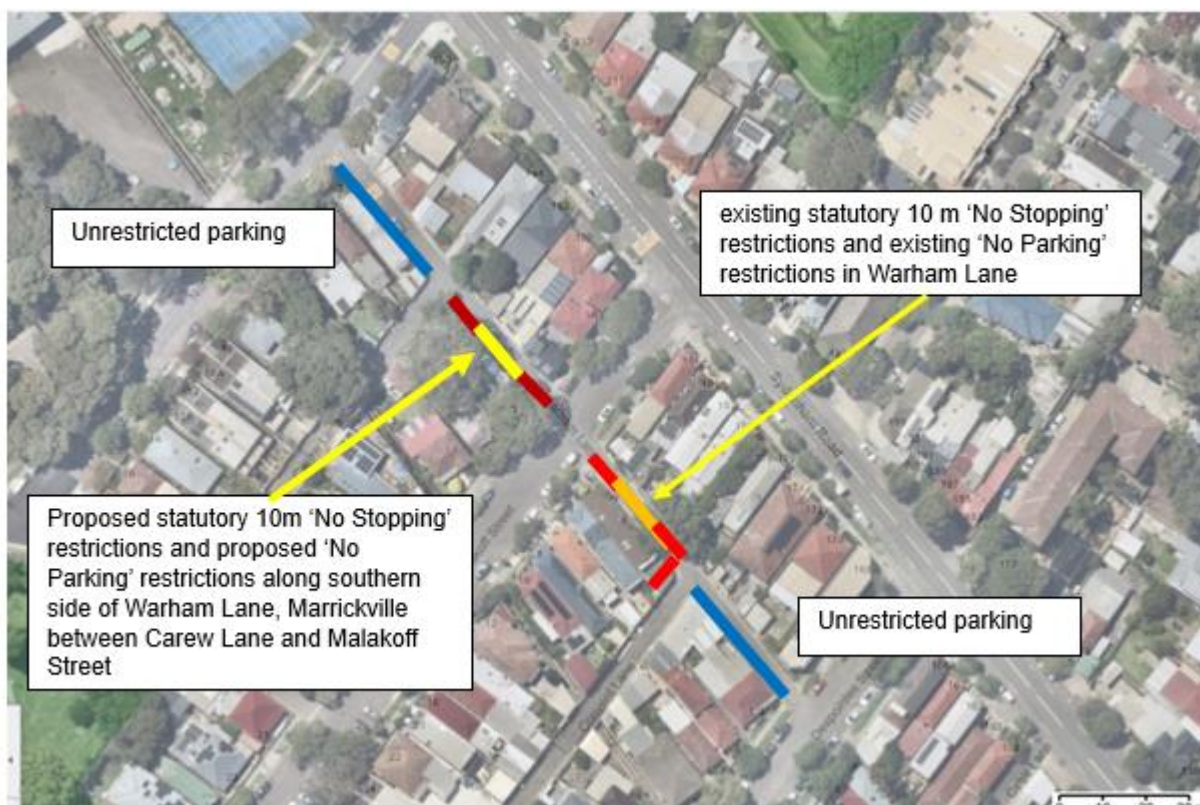 Unrestricted parking
existing statutory 10 m ‘No Stopping’
restrictions and existing ‘No Parking’
restrictions in Warham Lane
Proposed statutory 10m ‘No Stopping’
restrictions and proposed ‘No
Parking’ restrictions along southern
side of Warham Lane, Marrickville
between Carew Lane and Malakoff
Street
Unrestricted parking